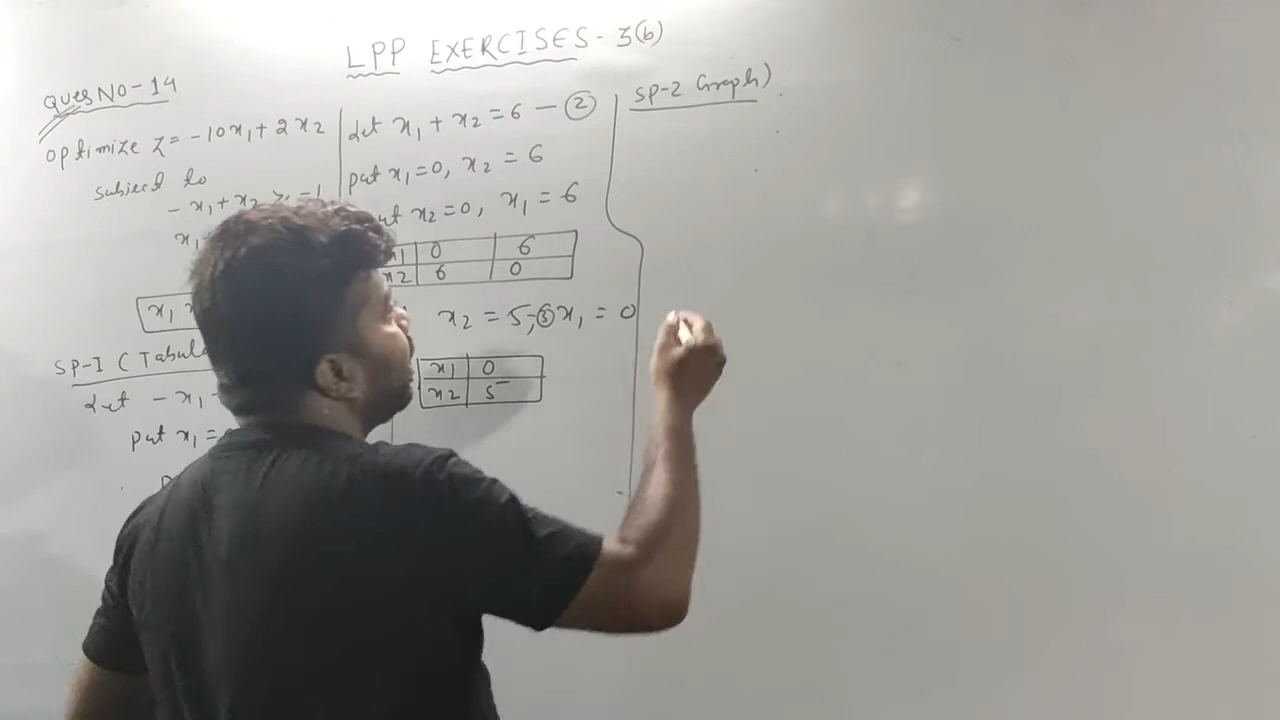 LPP EXERCISES - 3(b)
Ques NO - 14
Optimize Z = -10x₁ + 2x₂
subject to
- x₁ + x₂ ≥ -1
x₁
x₁
SP-I ( Tabul
Let - x₁
put x₁ =
Let x₁ + x₂ = 6 — ②
put x₁ = 0, x₂ = 6
x₂ = 0, x₁ = 6
x1 | 0 | 6
x2 | 6 | 0
x₂ = 5, -③ x₁ = 0
x1 | 0
x2 | 5
SP-2 Graph)